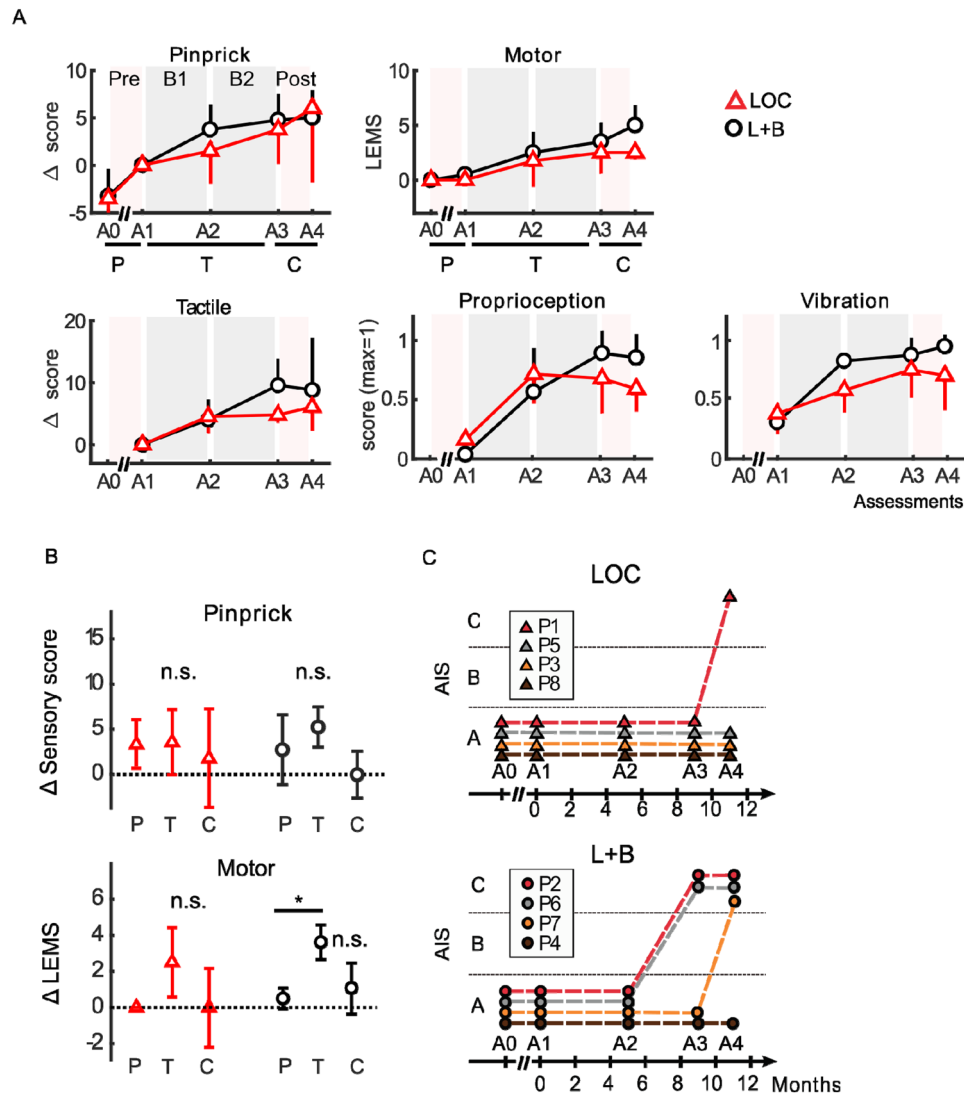 A
Pinprick
Motor
Pre B1 B2 Post
LOC
L+B
Δ score
10
5
0
-5
A0 A1 A2 A3 A4
P T C
LEMS
10
5
0
A0 A1 A2 A3 A4
P T C
Tactile
Δ score
20
10
0
A0 A1 A2 A3 A4
Proprioception
score (max=1)
1
0.5
0
A0 A1 A2 A3 A4
Vibration
1
0.5
0
A0 A1 A2 A3 A4
Assessments
B
Pinprick
Δ Sensory score
15
10
5
0
n.s. n.s.
P T C P T C
Motor
Δ LEMS
6
4
2
0
-2
n.s. * n.s.
P T C P T C
C
LOC
AIS
C
B
A
P1
P5
P3
P8
A0 A1 A2 A3 A4
0 2 4 6 8 10 12
L+B
AIS
C
B
A
P2
P6
P7
P4
A0 A1 A2 A3 A4
0 2 4 6 8 10 12 Months